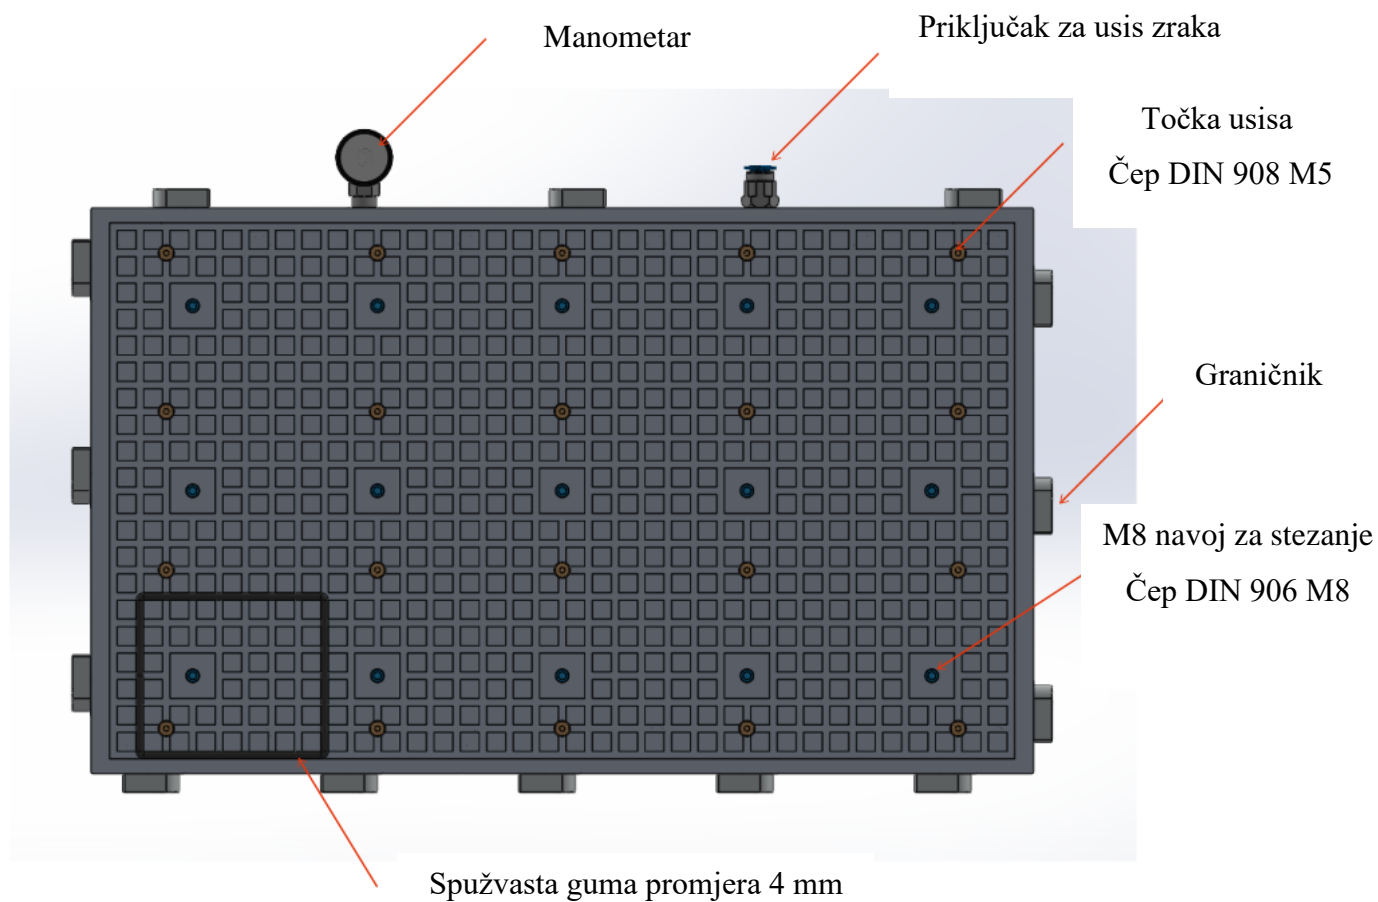 Manometar
Priključak za usis zraka
Točka usisa
Čep DIN 908 M5
Graničnik
M8 navoj za stezanje
Čep DIN 906 M8
Spužvasta guma promjera 4 mm